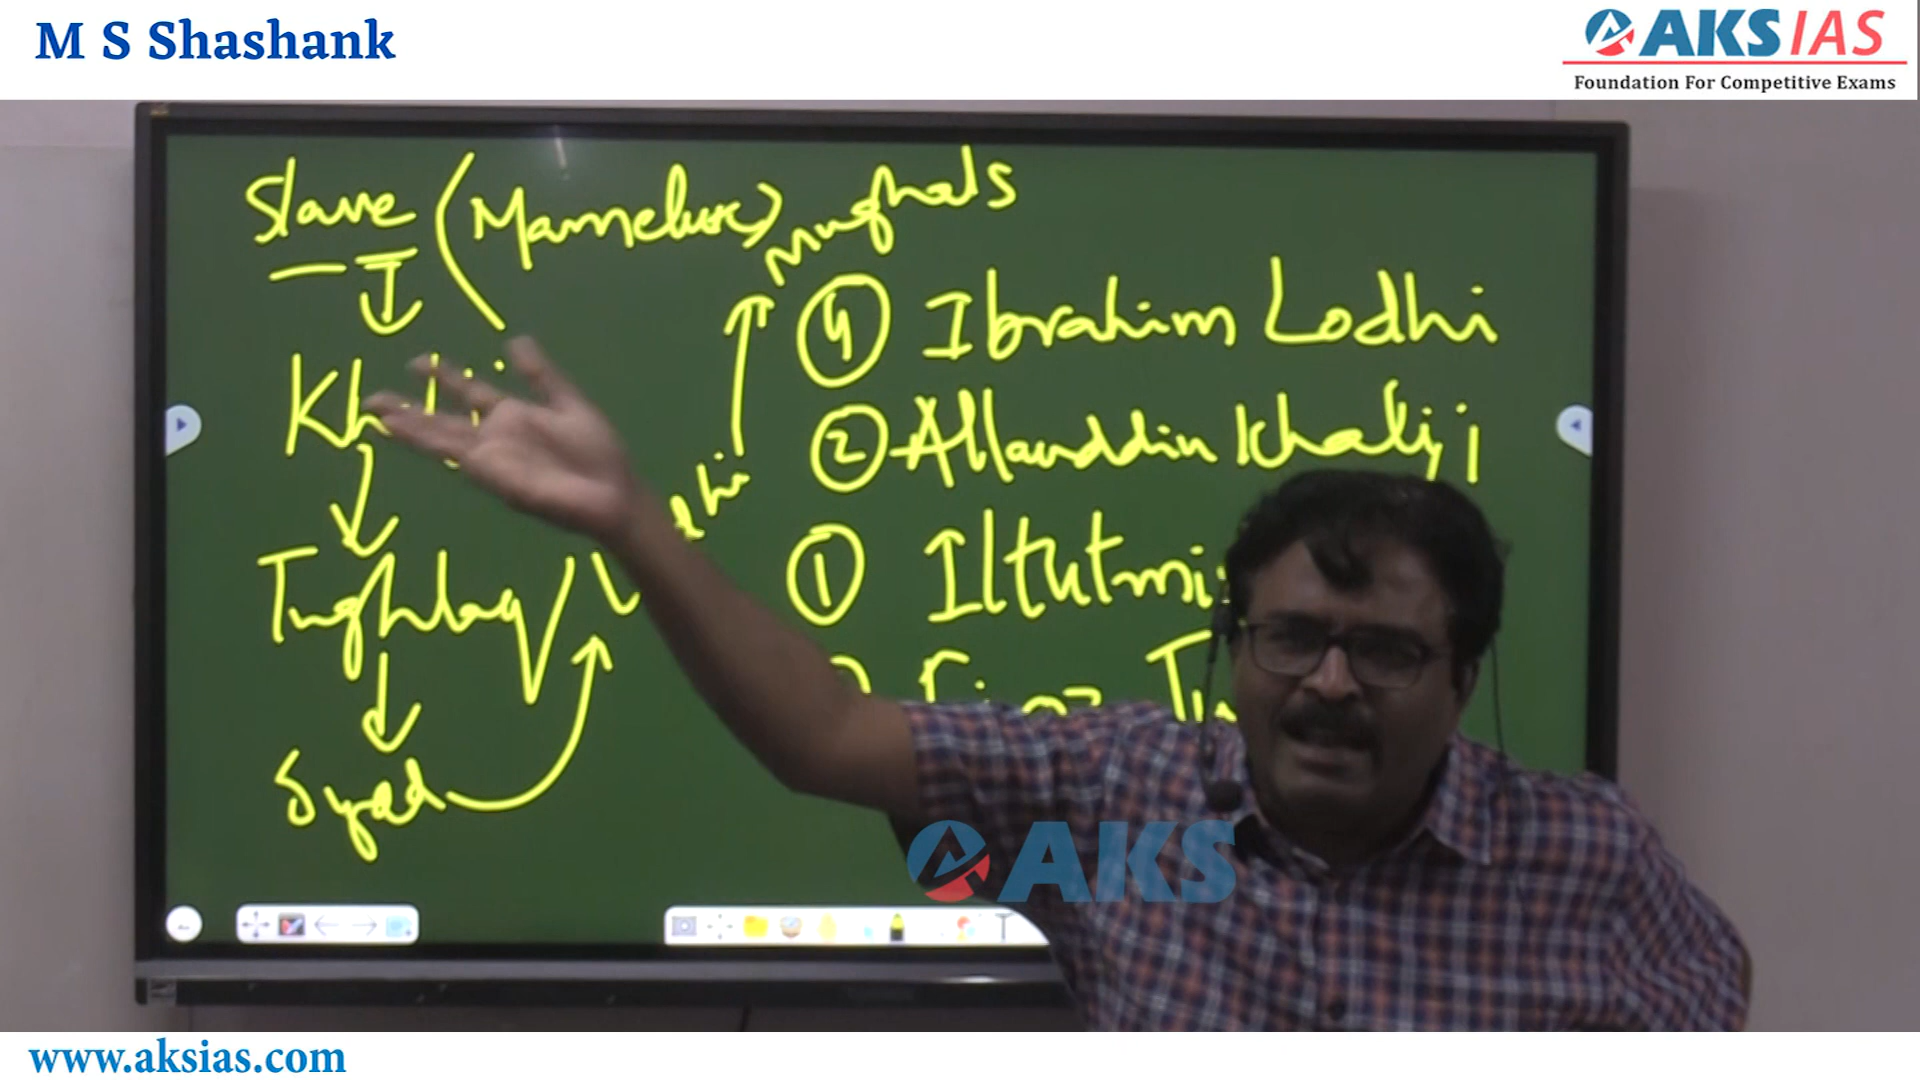 M S Shashank
AKS IAS
Foundation For Competitive Exams
Slave (Mameluk) Mughals
④ Ibrahim Lodhi
② Allauddin Khalji
① Iltutmi
Tughlaq
Syed
AKS
www.aksias.com